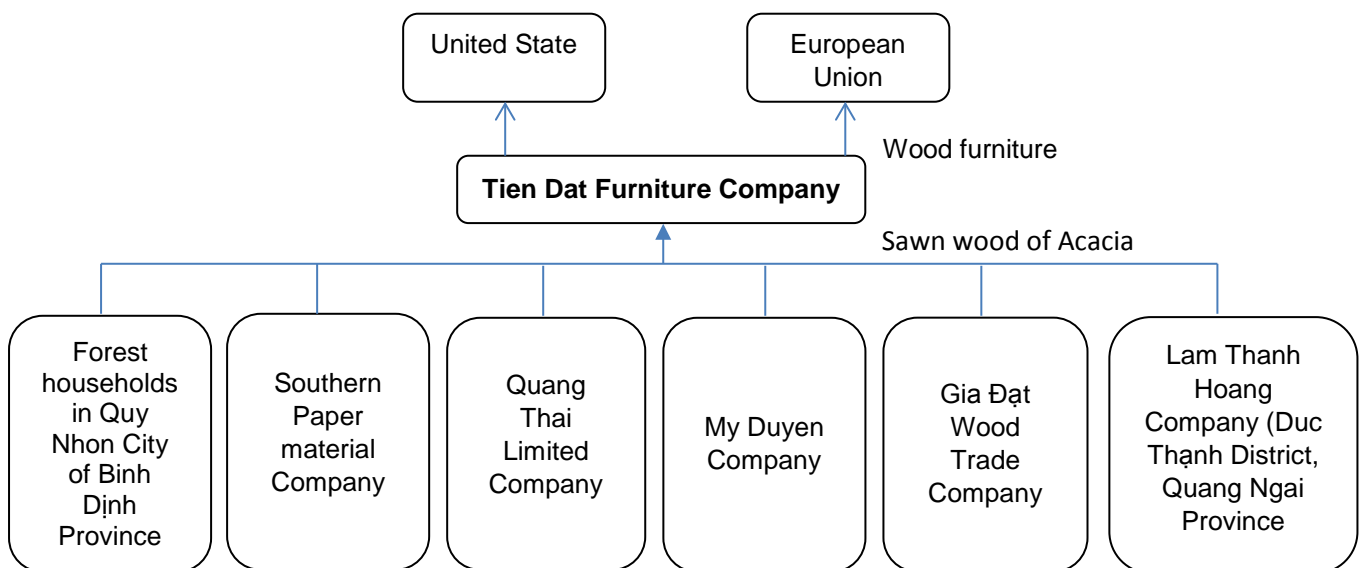 United State
European
Union
Wood furniture
Tien Dat Furniture Company
Sawn wood of Acacia
Forest
households
in Quy
Nhon City
of Binh
Dịnh
Province
Southern
Paper
material
Company
Quang
Thai
Limited
Company
My Duyen
Company
Gia Đạt
Wood
Trade
Company
Lam Thanh
Hoang
Company (Duc
Thạnh District,
Quang Ngai
Province